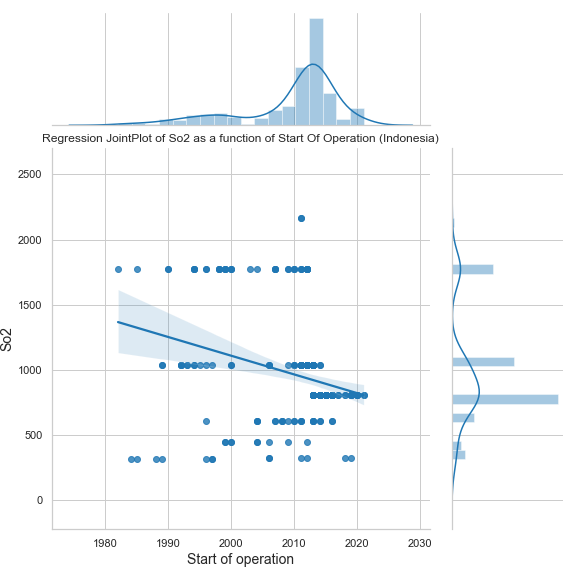 Regression JointPlot of So2 as a function of Start Of Operation (Indonesia)
2500
2000
1500
1000
500
0
So2
1980 1990 2000 2010 2020 2030
Start of operation